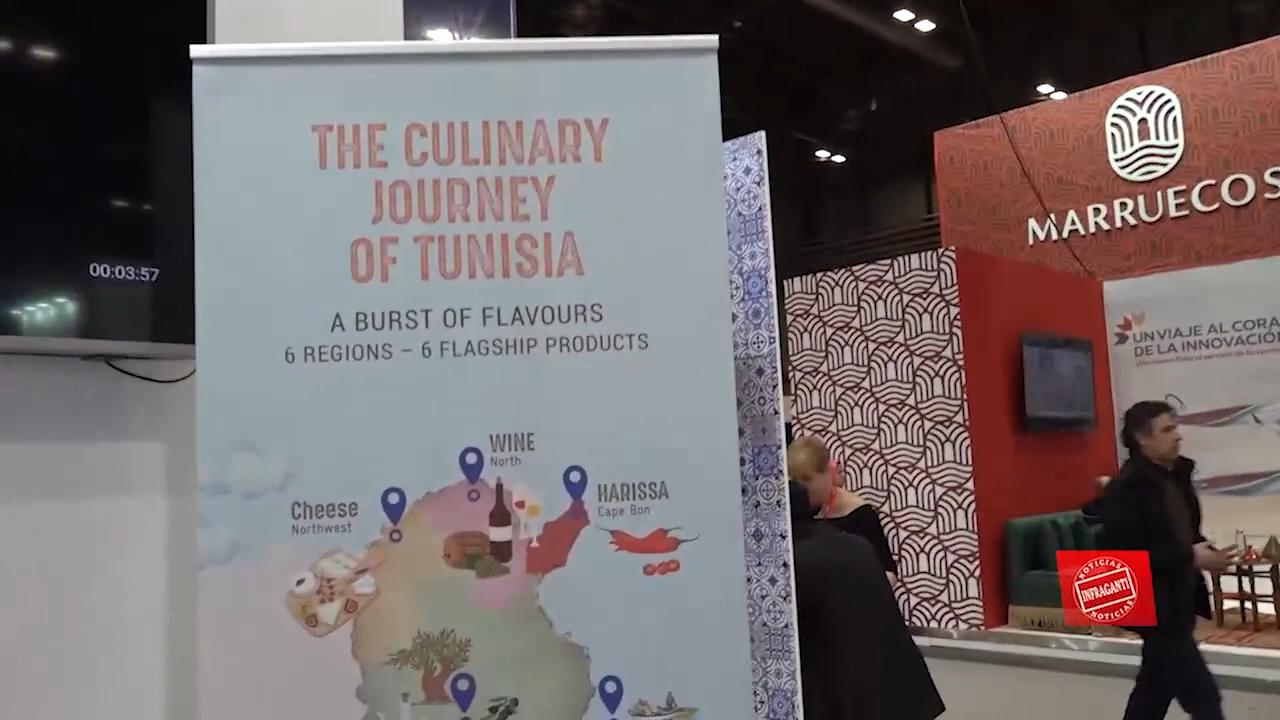 THE CULINARY
JOURNEY
OF TUNISIA
A BURST OF FLAVOURS
6 REGIONS – 6 FLAGSHIP PRODUCTS
WINE
North
HARISSA
Cape Bon
Cheese
Northwest
00:03:57
MARRUECOS
UN VIAJE AL CORA
DE LA INNOVACIÓN
NOTICIAS
INFRAGANTI
NOTICIAS